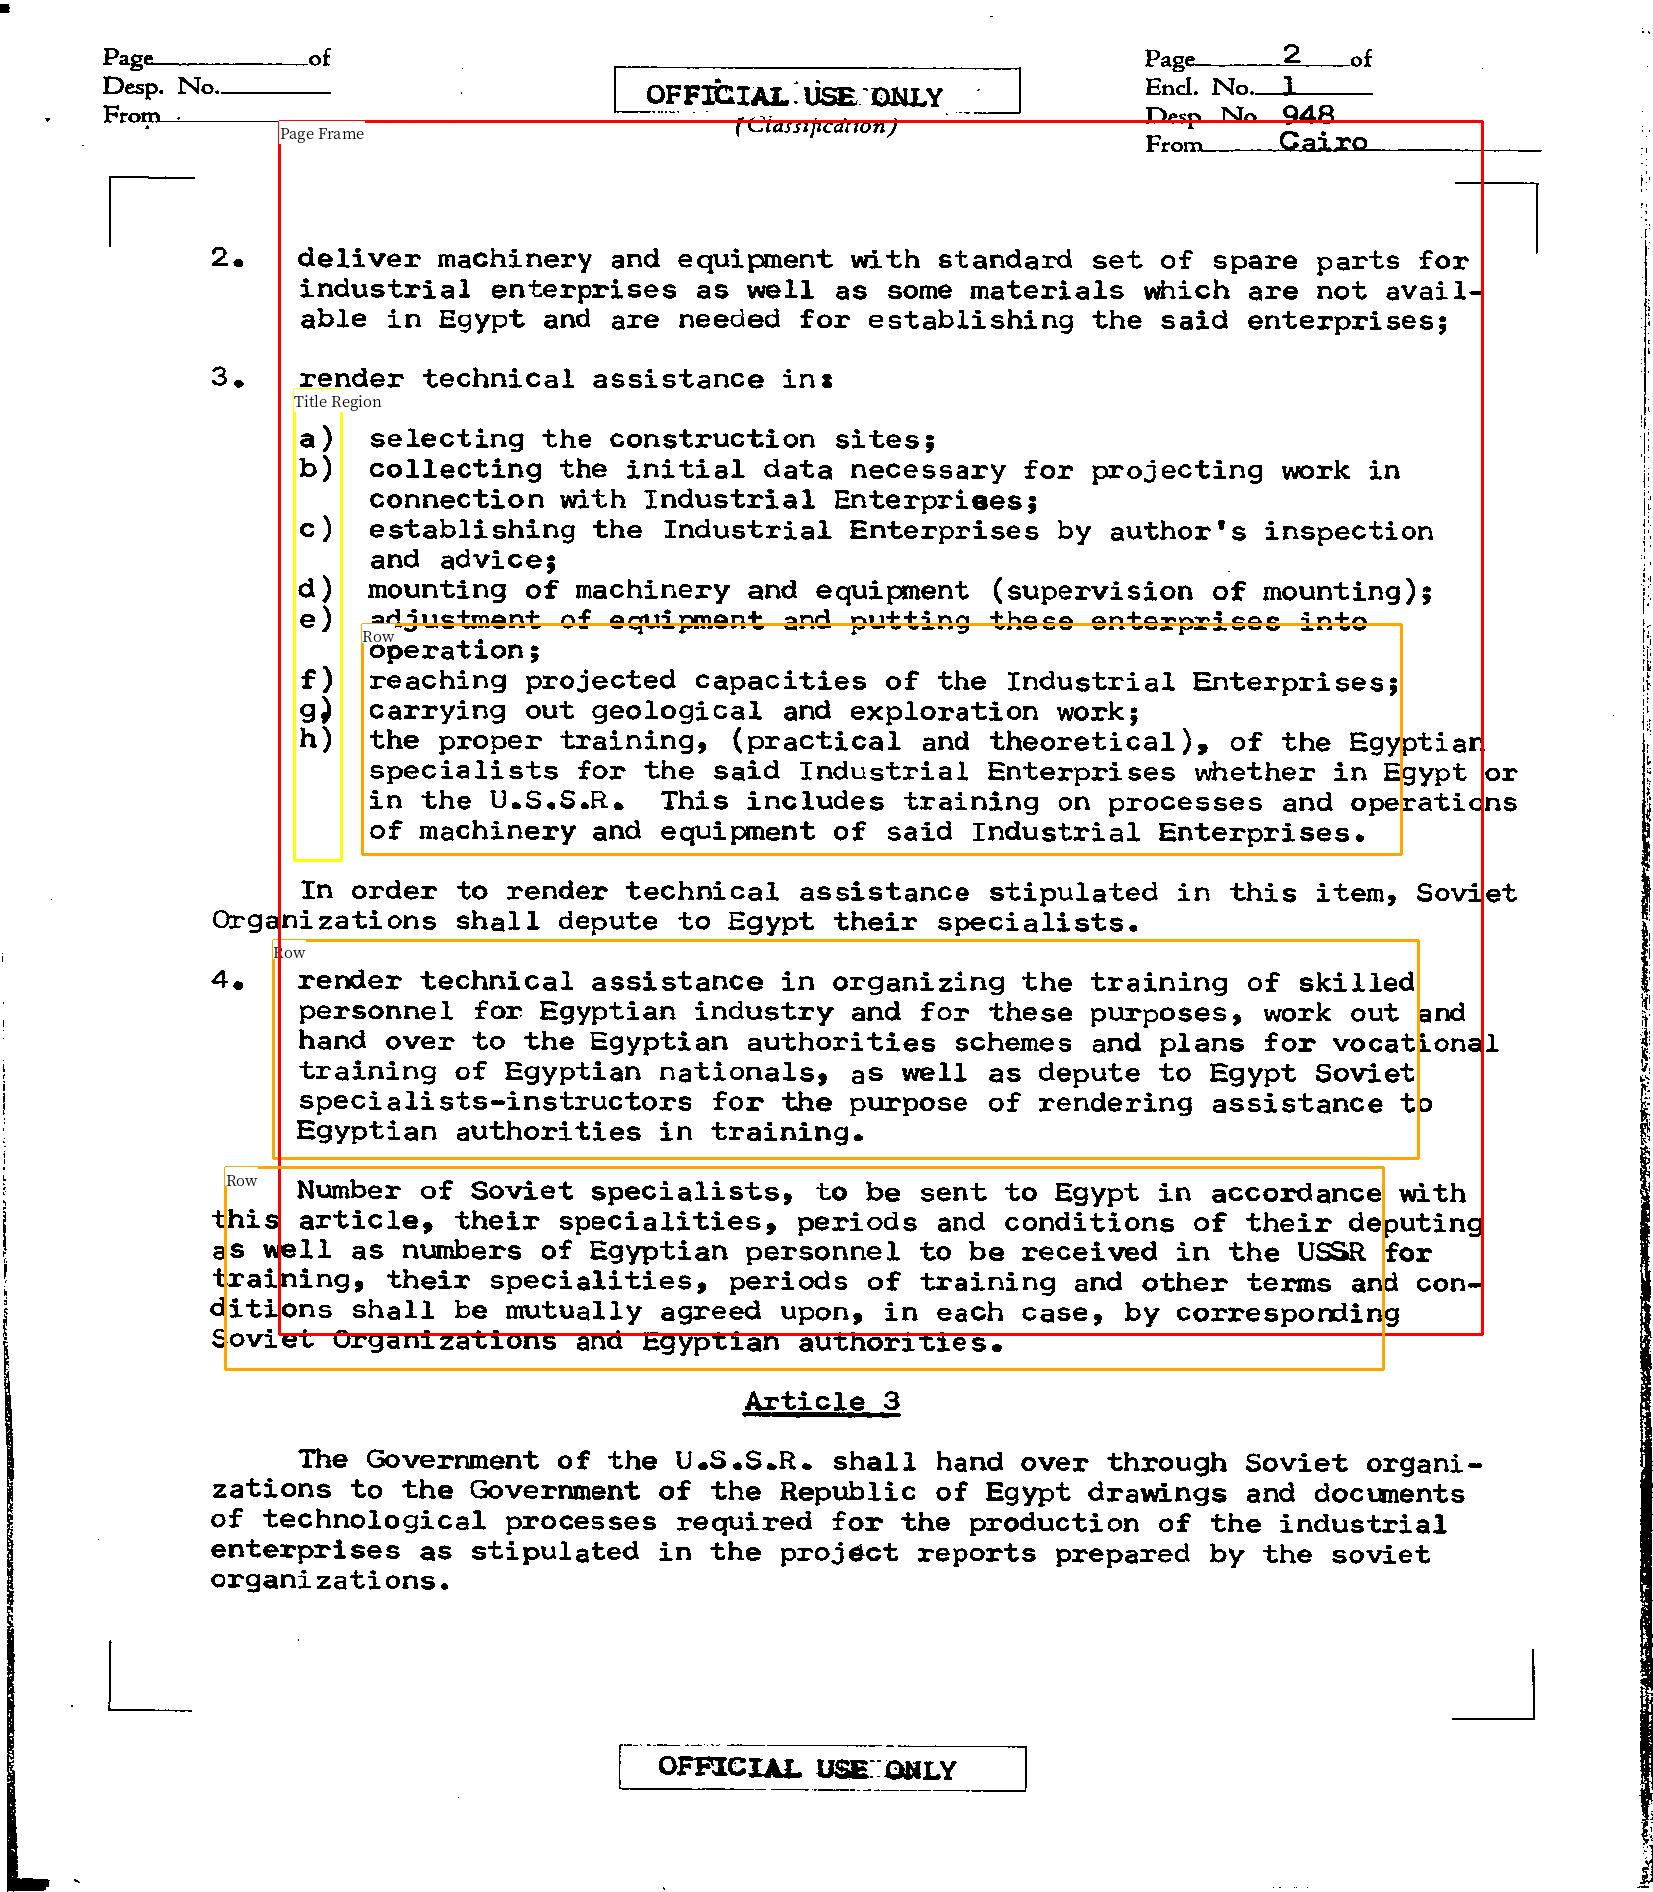 Page of
Desp. No.
From
OFFICIAL USE ONLY
(Classification)
Page 2 of
Encl. No. 1
Desp. No. 948
From Cairo
Page Frame
2. deliver machinery and equipment with standard set of spare parts for
industrial enterprises as well as some materials which are not avail-
able in Egypt and are needed for establishing the said enterprises;
3. render technical assistance in:
Title Region
a) selecting the construction sites;
b) collecting the initial data necessary for projecting work in
connection with Industrial Enterprises;
c) establishing the Industrial Enterprises by author's inspection
and advice;
d) mounting of machinery and equipment (supervision of mounting);
e) adjustment of equipment and putting these enterprises into
Row
operation;
f) reaching projected capacities of the Industrial Enterprises;
g) carrying out geological and exploration work;
h) the proper training, (practical and theoretical), of the Egyptian
specialists for the said Industrial Enterprises whether in Egypt or
in the U.S.S.R. This includes training on processes and operations
of machinery and equipment of said Industrial Enterprises.
In order to render technical assistance stipulated in this item, Soviet
Organizations shall depute to Egypt their specialists.
Row
4. render technical assistance in organizing the training of skilled
personnel for Egyptian industry and for these purposes, work out and
hand over to the Egyptian authorities schemes and plans for vocational
training of Egyptian nationals, as well as depute to Egypt Soviet
specialists-instructors for the purpose of rendering assistance to
Egyptian authorities in training.
Row
Number of Soviet specialists, to be sent to Egypt in accordance with
this article, their specialities, periods and conditions of their deputing
as well as numbers of Egyptian personnel to be received in the USSR for
training, their specialities, periods of training and other terms and con-
ditions shall be mutually agreed upon, in each case, by corresponding
Soviet Organizations and Egyptian authorities.
Article 3
The Government of the U.S.S.R. shall hand over through Soviet organi-
zations to the Government of the Republic of Egypt drawings and documents
of technological processes required for the production of the industrial
enterprises as stipulated in the project reports prepared by the soviet
organizations.
OFFICIAL USE ONLY